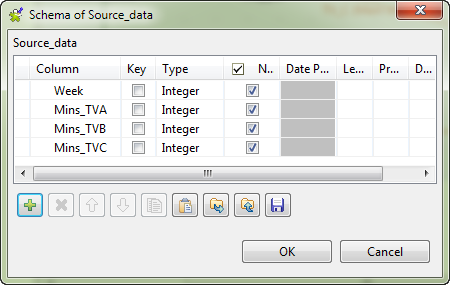 Schema of Source_data
Source_data
Column Key Type N.. Date P... Le... Pr... D...
Week Integer
Mins_TVA Integer
Mins_TVB Integer
Mins_TVC Integer
OK Cancel